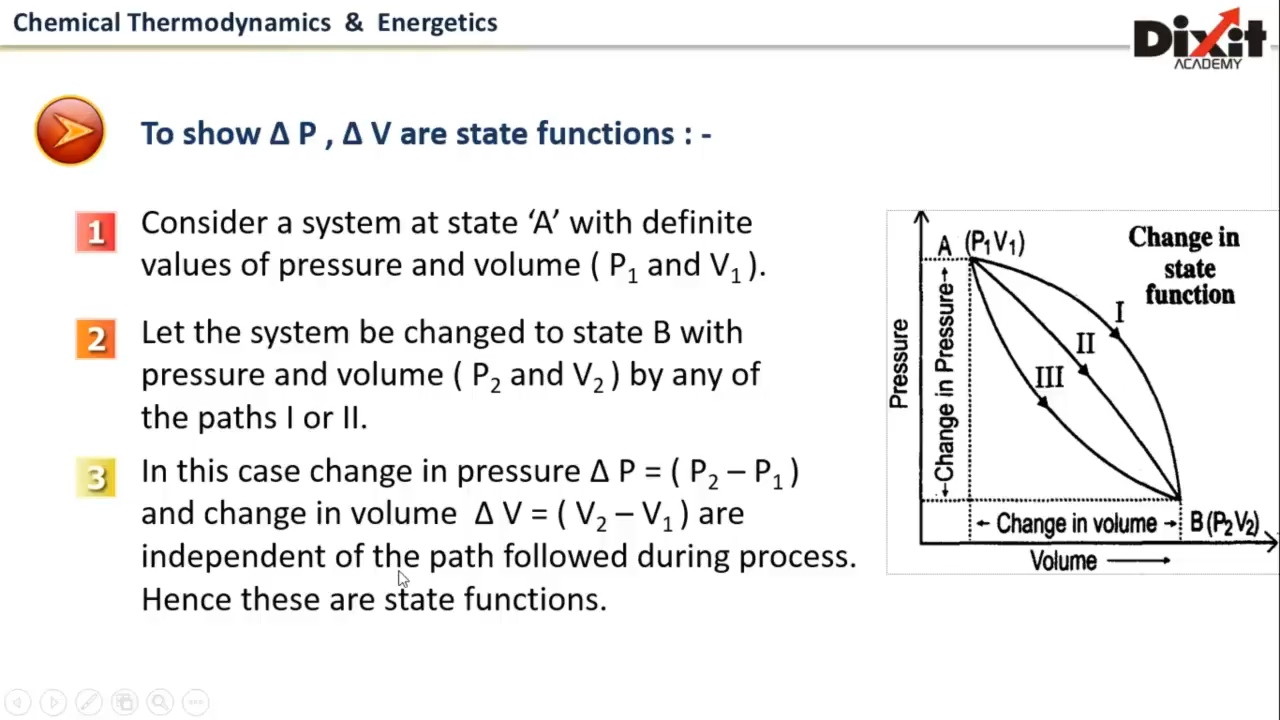 Chemical Thermodynamics & Energetics
Dixit
ACADEMY
To show Δ P , Δ V are state functions : -
1
Consider a system at state ‘A’ with definite
values of pressure and volume ( P₁ and V₁ ).
2
Let the system be changed to state B with
pressure and volume ( P₂ and V₂ ) by any of
the paths I or II.
3
In this case change in pressure Δ P = ( P₂ – P₁ )
and change in volume Δ V = ( V₂ – V₁ ) are
independent of the path followed during process.
Hence these are state functions.
A (P₁V₁)
Change in
state
function
I
II
III
Pressure
Change in Pressure
Change in volume
B (P₂V₂)
Volume